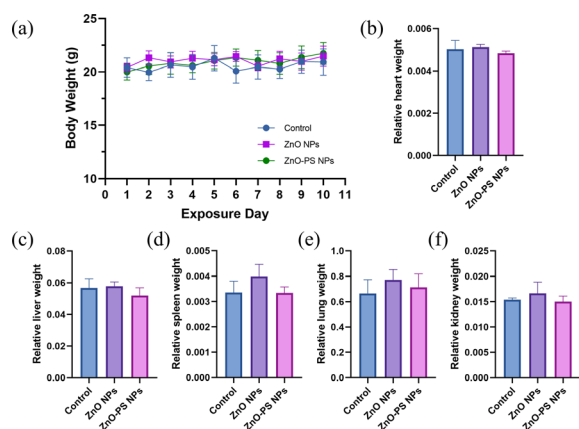 (a)
Body Weight (g)
25
20
15
10
0 1 2 3 4 5 6 7 8 9 10 11
Exposure Day
Control
ZnO NPs
ZnO-PS NPs
(b)
Relative heart weight
0.006
0.004
0.002
0.000
Control
ZnO NPs
ZnO-PS NPs
(c)
Relative liver weight
0.08
0.06
0.04
0.02
0.00
Control
ZnO NPs
ZnO-PS NPs
(d)
Relative spleen weight
0.005
0.004
0.003
0.002
0.001
0.000
Control
ZnO NPs
ZnO-PS NPs
(e)
Relative lung weight
1.0
0.8
0.6
0.4
0.2
0.0
Control
ZnO NPs
ZnO-PS NPs
(f)
Relative kidney weight
0.025
0.020
0.015
0.010
0.005
0.000
Control
ZnO NPs
ZnO-PS NPs